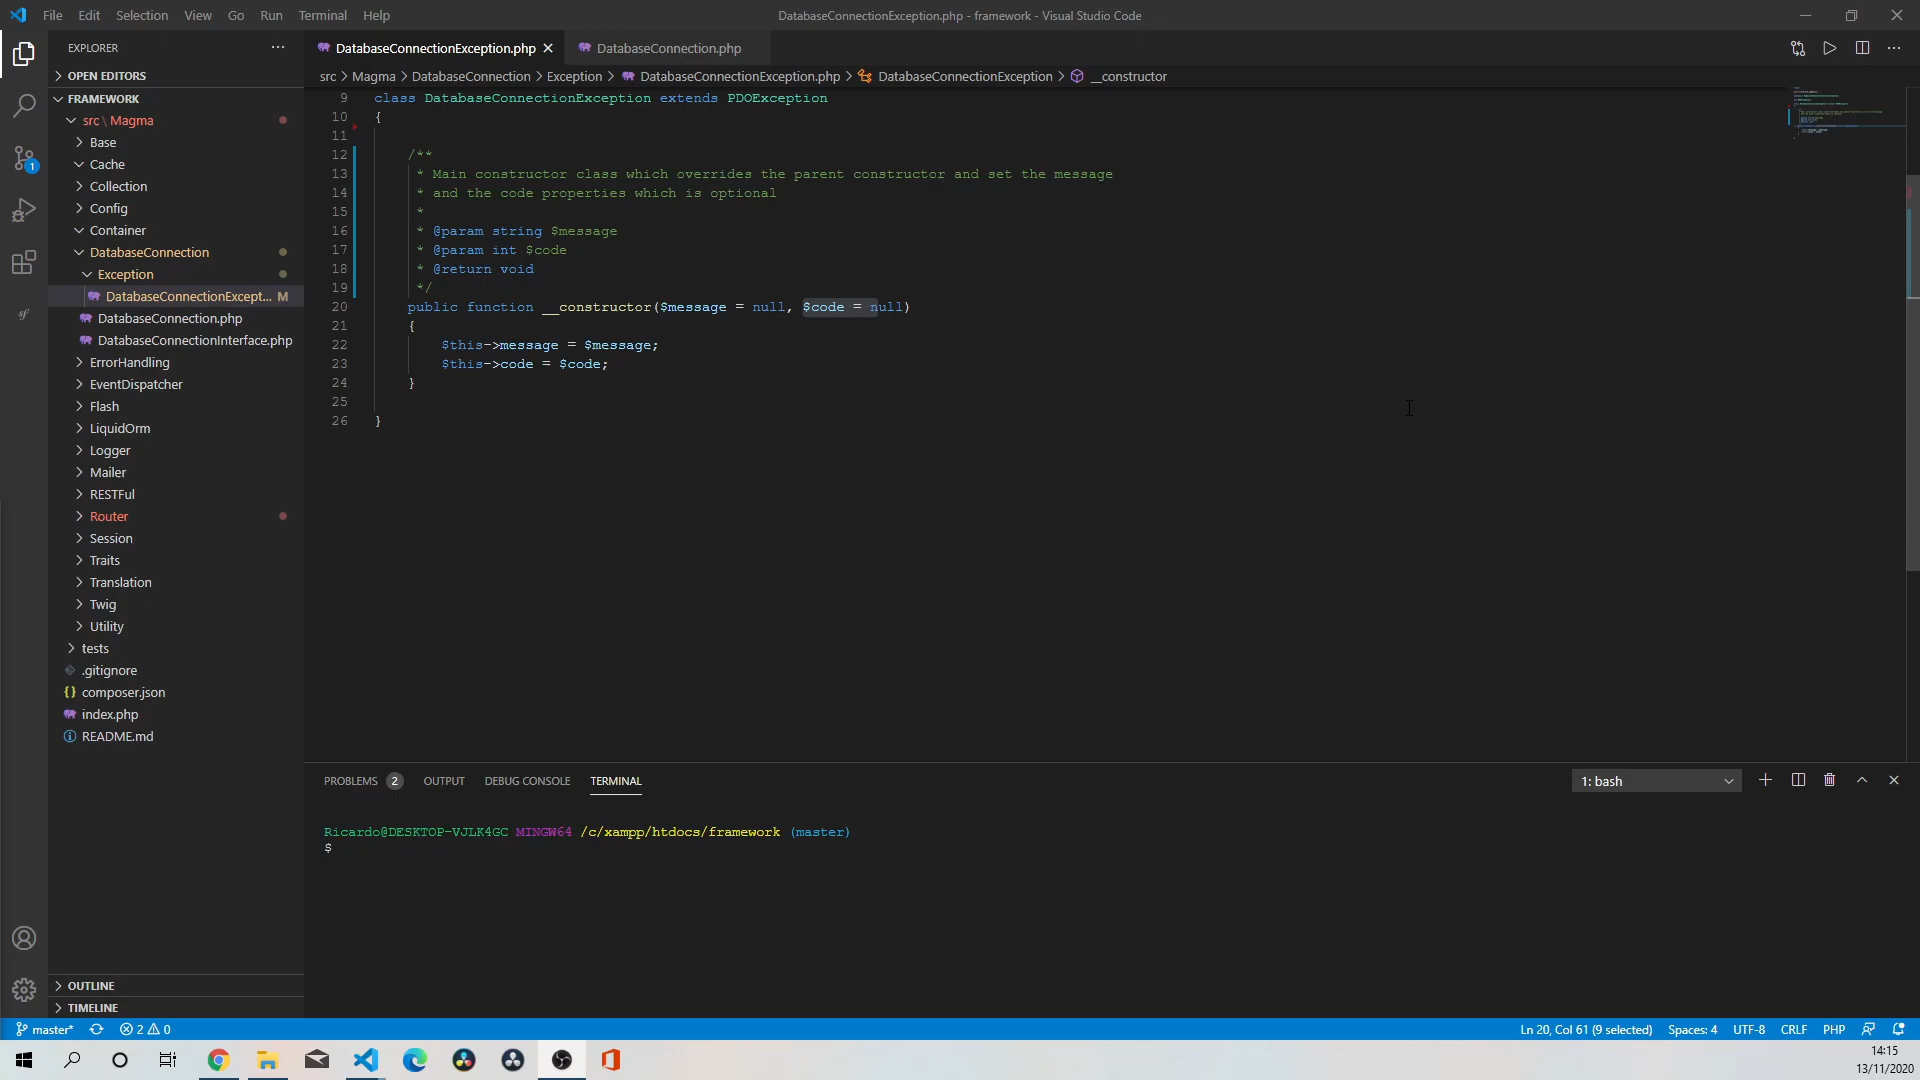 File Edit Selection View Go Run Terminal Help
DatabaseConnectionException.php - framework - Visual Studio Code
EXPLORER
OPEN EDITORS
FRAMEWORK
src \ Magma
Base
Cache
Collection
Config
Container
DatabaseConnection
Exception
DatabaseConnectionExcept... M
DatabaseConnection.php
DatabaseConnectionInterface.php
ErrorHandling
EventDispatcher
Flash
LiquidOrm
Logger
Mailer
RESTFul
Router
Session
Traits
Translation
Twig
Utility
tests
.gitignore
composer.json
index.php
README.md
OUTLINE
TIMELINE
DatabaseConnectionException.php DatabaseConnection.php
src > Magma > DatabaseConnection > Exception > DatabaseConnectionException.php > DatabaseConnectionException > __constructor
9 class DatabaseConnectionException extends PDOException
10 {
11
12 /**
13 * Main constructor class which overrides the parent constructor and set the message
14 * and the code properties which is optional
15 *
16 * @param string $message
17 * @param int $code
18 * @return void
19 */
20 public function __constructor($message = null, $code = null)
21 {
22 $this->message = $message;
23 $this->code = $code;
24 }
25
26 }
PROBLEMS 2 OUTPUT DEBUG CONSOLE TERMINAL
1: bash
Ricardo@DESKTOP-VJLK4GC MINGW64 /c/xampp/htdocs/framework (master)
$
1
master* 2 0
Ln 20, Col 61 (9 selected) Spaces: 4 UTF-8 CRLF PHP
14:15
13/11/2020